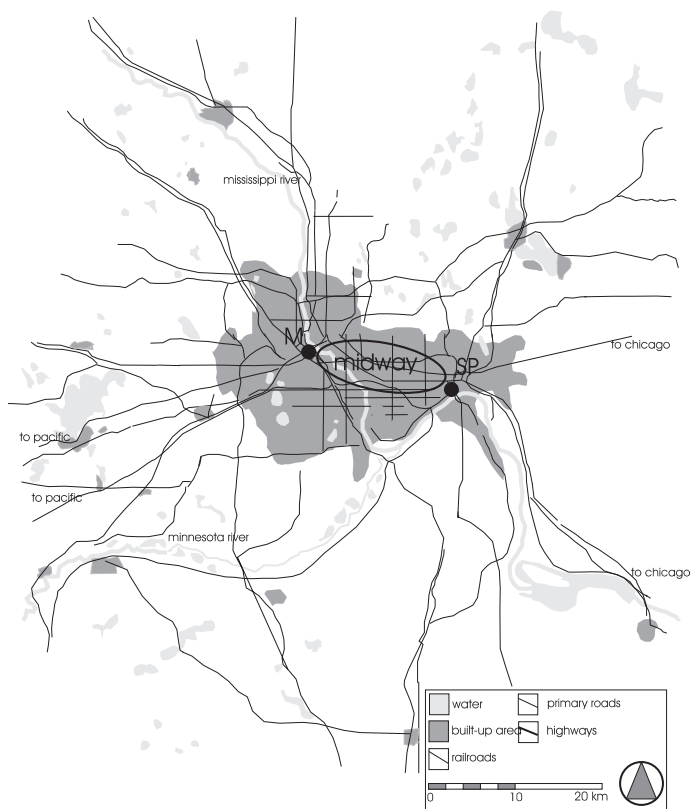 mississippi river
M
midway
SP
to chicago
to pacific
to pacific
minnesota river
to chicago
water
primary roads
built-up area
highways
railroads
0 10 20 km